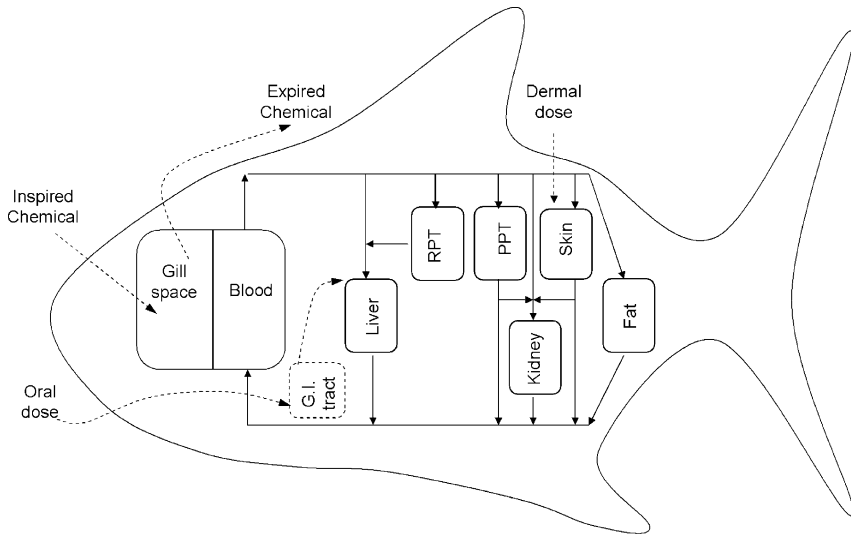 Expired
Chemical
Dermal
dose
Inspired
Chemical
Gill
space
Blood
RPT
PPT
Skin
Liver
Kidney
Fat
G.I.
tract
Oral
dose